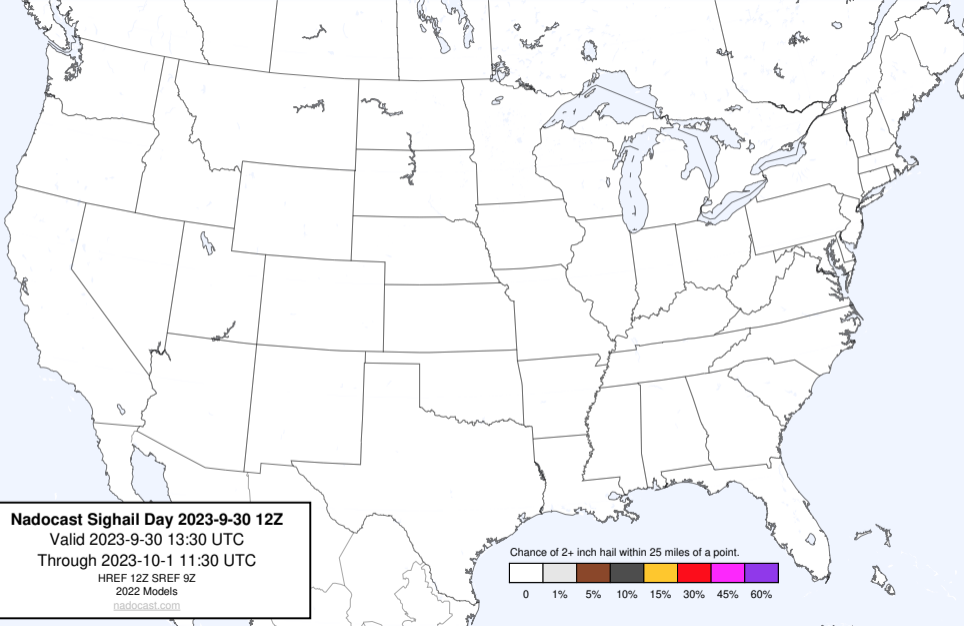 Nadocast Sighail Day 2023-9-30 12Z
Valid 2023-9-30 13:30 UTC
Through 2023-10-1 11:30 UTC
HREF 12Z SREF 9Z
2022 Models
nadocast.com
Chance of 2+ inch hail within 25 miles of a point.
0 1% 5% 10% 15% 30% 45% 60%